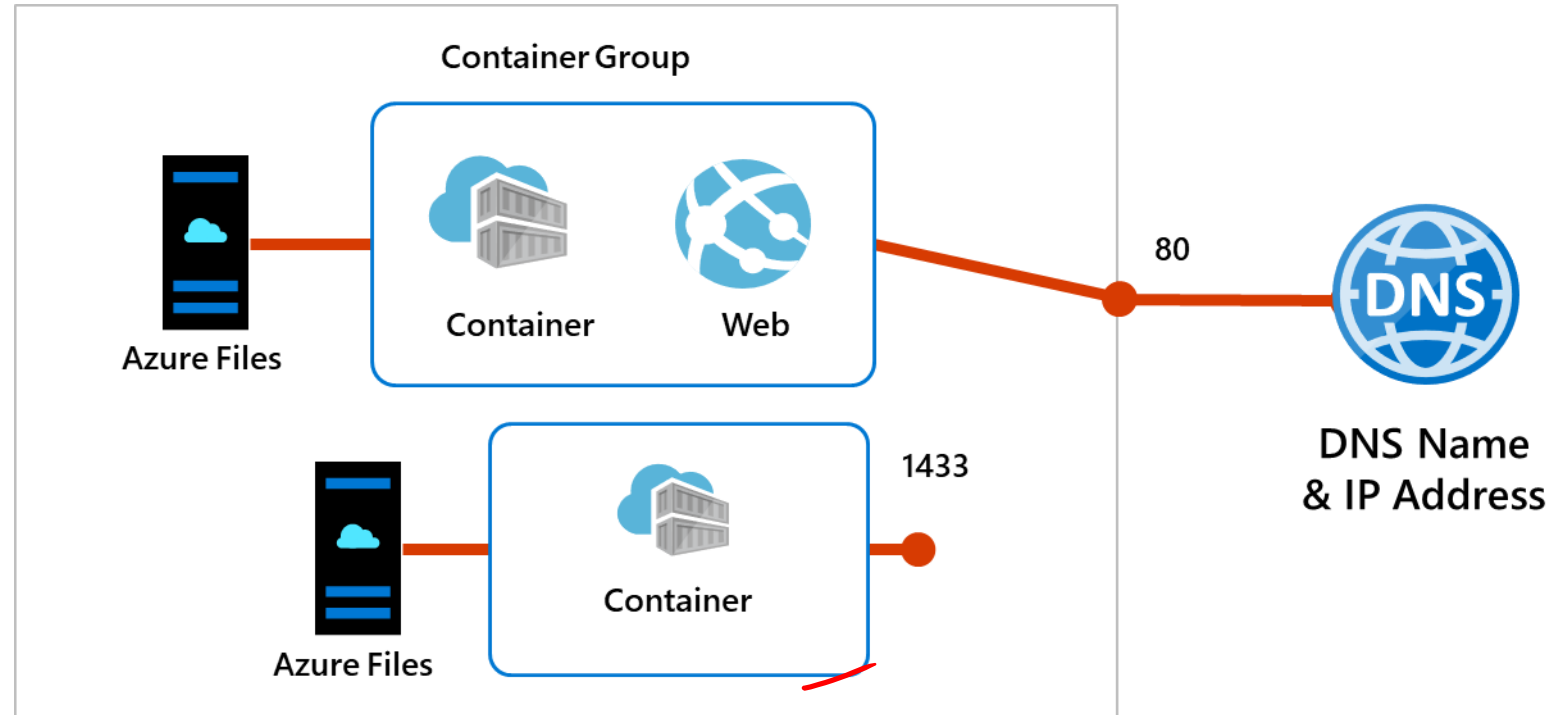 Container Group
Container
Web
Azure Files
80
DNS
DNS Name
& IP Address
1433
Container
Azure Files